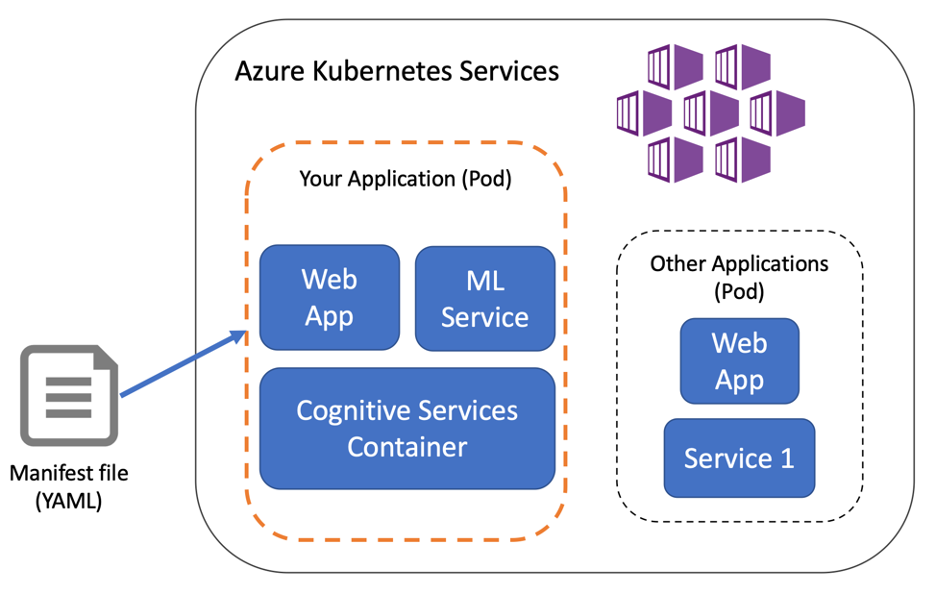 Azure Kubernetes Services
Your Application (Pod)
Web
App
ML
Service
Cognitive Services
Container
Other Applications
(Pod)
Web
App
Service 1
Manifest file
(YAML)